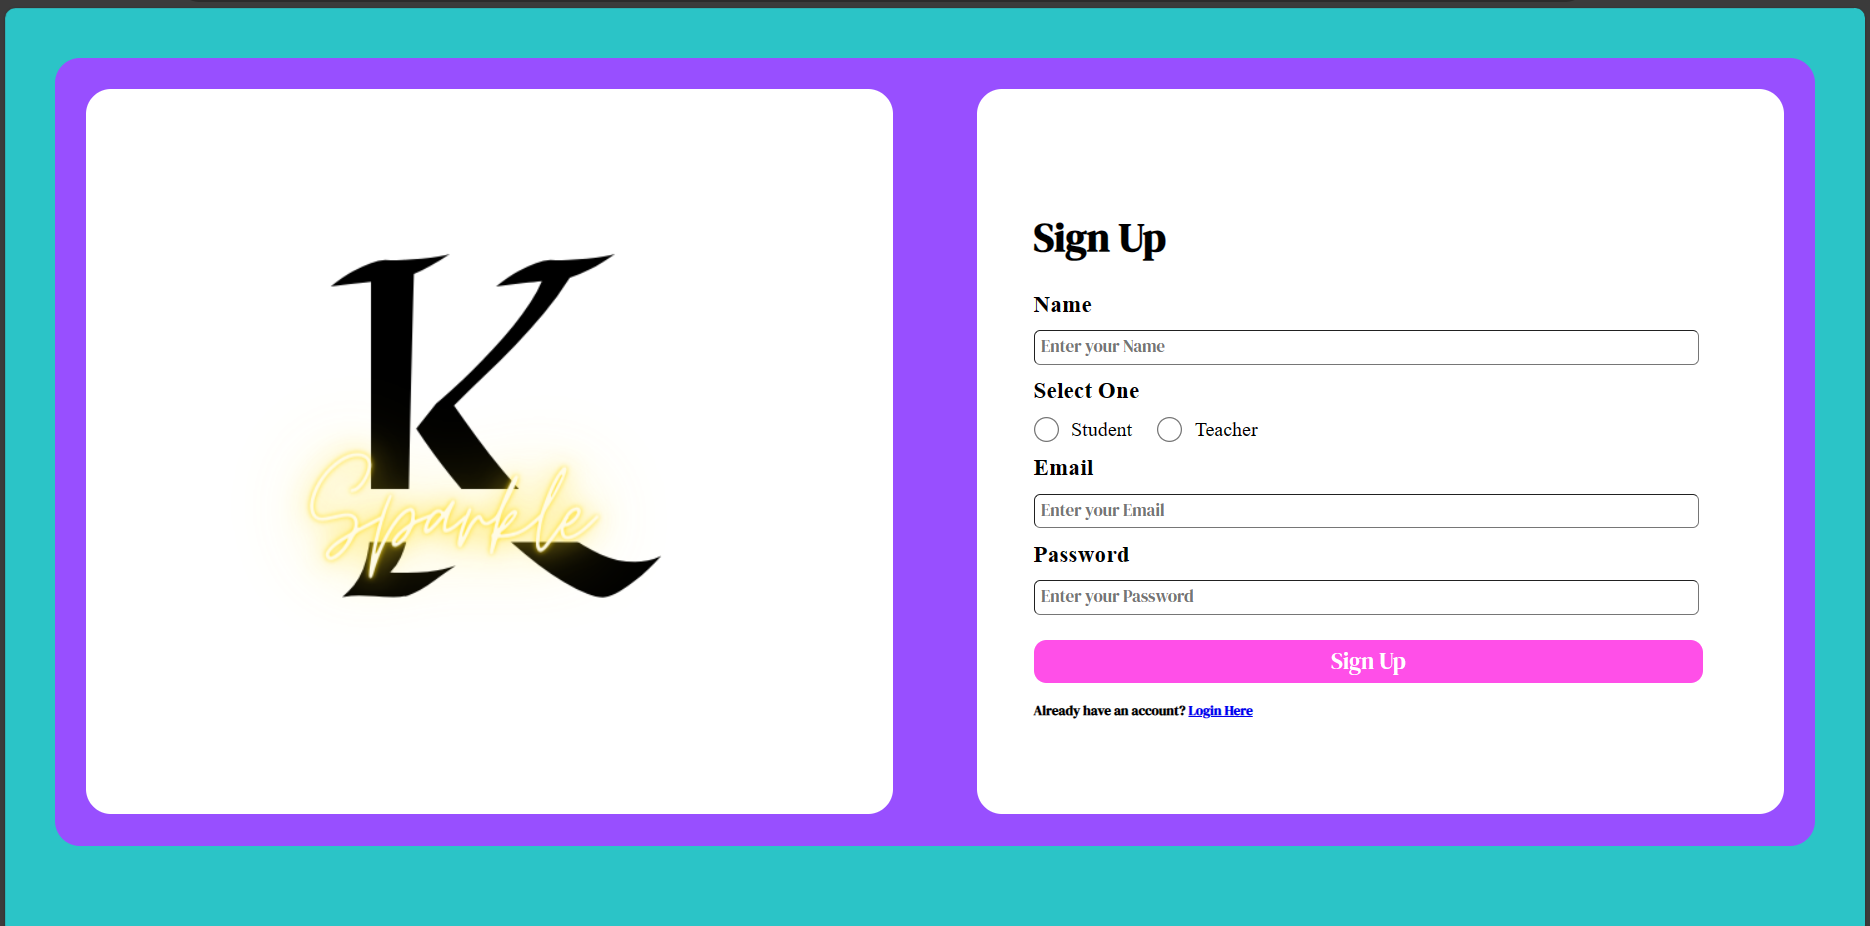 K
Sparkle
Sign Up
Name
Enter your Name
Select One
Student Teacher
Email
Enter your Email
Password
Enter your Password
Sign Up
Already have an account? Login Here